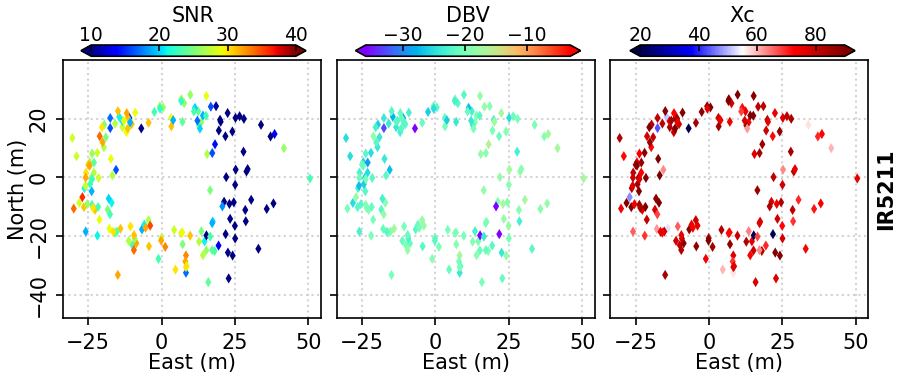 SNR DBV Xc
10 20 30 40 −30 −20 −10 20 40 60 80
North (m)
20
0
−20
−40
−25 0 25 50 −25 0 25 50 −25 0 25 50
East (m) East (m) East (m)
IR5211